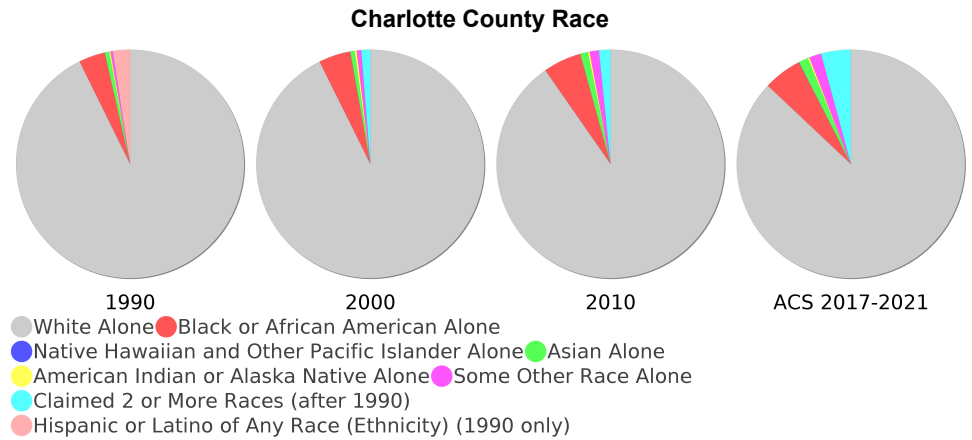 Charlotte County Race
1990 2000 2010 ACS 2017-2021
White Alone Black or African American Alone
Native Hawaiian and Other Pacific Islander Alone Asian Alone
American Indian or Alaska Native Alone Some Other Race Alone
Claimed 2 or More Races (after 1990)
Hispanic or Latino of Any Race (Ethnicity) (1990 only)